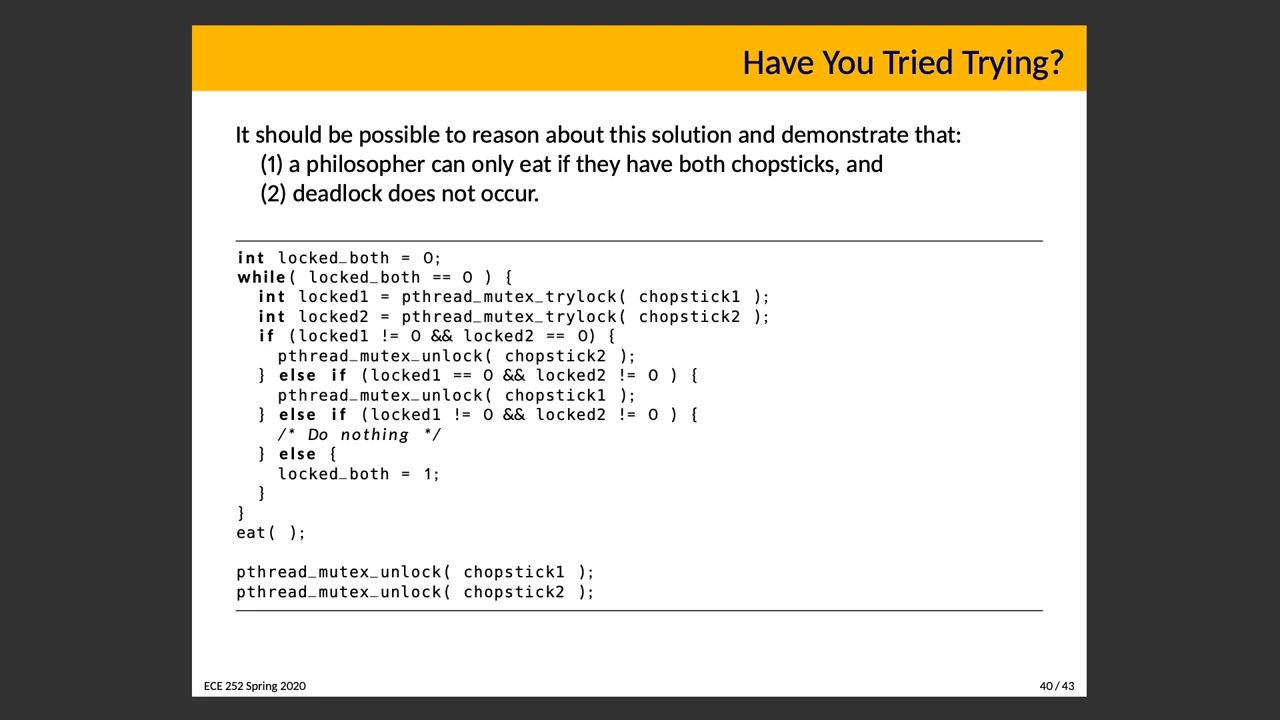 Have You Tried Trying?
It should be possible to reason about this solution and demonstrate that:
(1) a philosopher can only eat if they have both chopsticks, and
(2) deadlock does not occur.
int locked_both = 0;
while( locked_both == 0 ) {
  int locked1 = pthread_mutex_trylock( chopstick1 );
  int locked2 = pthread_mutex_trylock( chopstick2 );
  if (locked1 != 0 && locked2 == 0) {
    pthread_mutex_unlock( chopstick2 );
  } else if (locked1 == 0 && locked2 != 0 ) {
    pthread_mutex_unlock( chopstick1 );
  } else if (locked1 != 0 && locked2 != 0 ) {
    /* Do nothing */
  } else {
    locked_both = 1;
  }
}
eat( );
pthread_mutex_unlock( chopstick1 );
pthread_mutex_unlock( chopstick2 );
ECE 252 Spring 2020
40 / 43